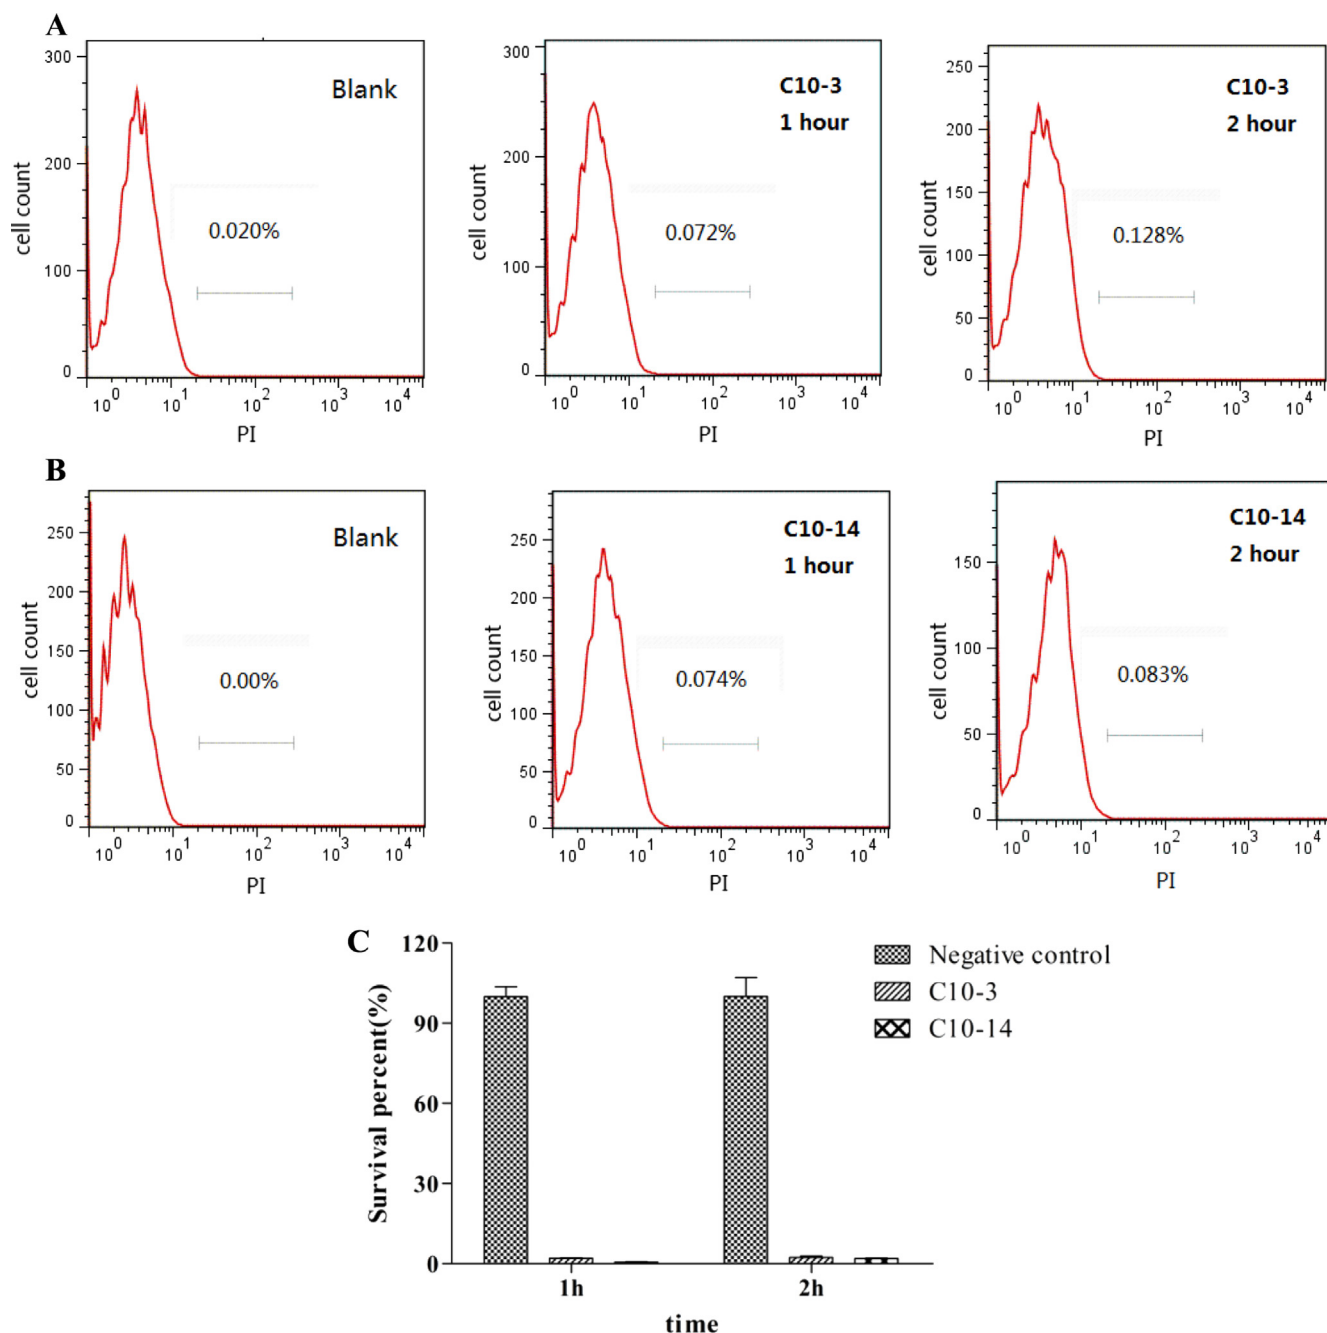 A
Blank
0.020%
cell count
300
200
100
0
10^0 10^1 10^2 10^3 10^4
PI
C10-3
1 hour
0.072%
cell count
300
200
100
0
10^0 10^1 10^2 10^3 10^4
PI
C10-3
2 hour
0.128%
cell count
250
200
150
100
50
0
10^0 10^1 10^2 10^3 10^4
PI
B
Blank
0.00%
cell count
250
200
150
100
50
0
10^0 10^1 10^2 10^3 10^4
PI
C10-14
1 hour
0.074%
cell count
250
200
150
100
50
0
10^0 10^1 10^2 10^3 10^4
PI
C10-14
2 hour
0.083%
cell count
150
100
50
0
10^0 10^1 10^2 10^3 10^4
PI
C
Survival percent(%)
120
90
60
30
0
1h 2h
time
Negative control
C10-3
C10-14